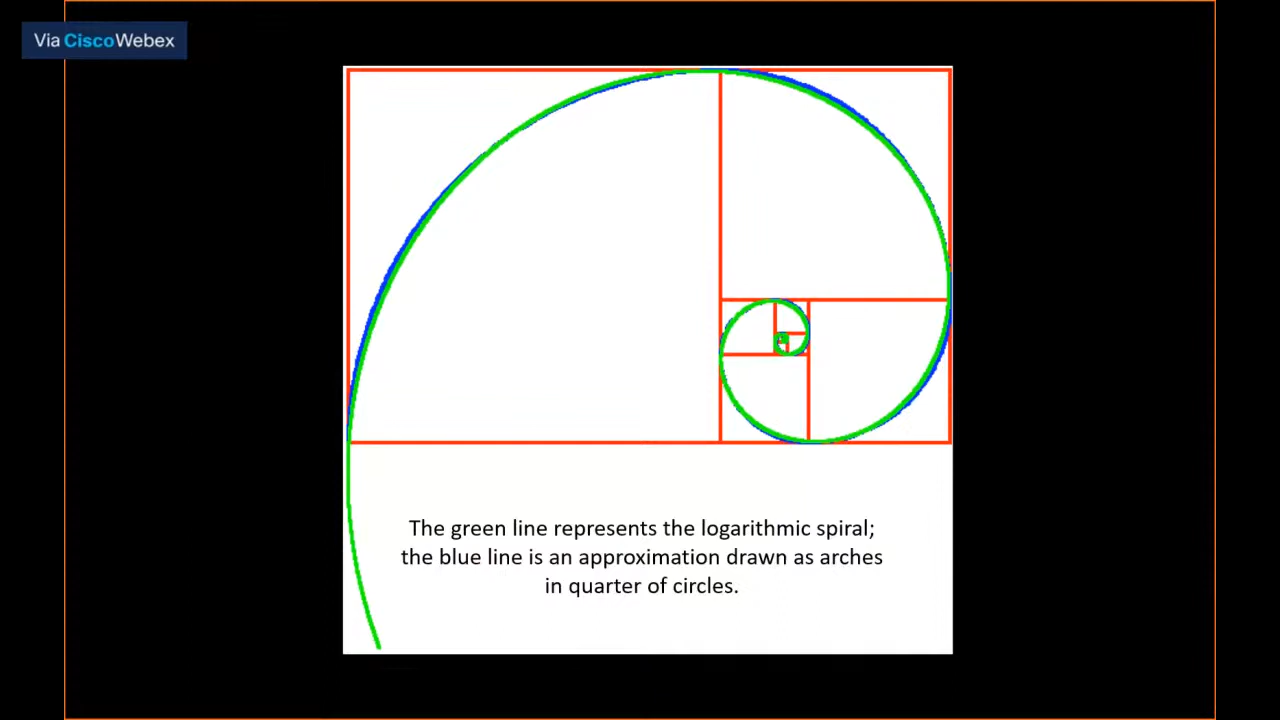 Via CiscoWebex
The green line represents the logarithmic spiral;
the blue line is an approximation drawn as arches
in quarter of circles.